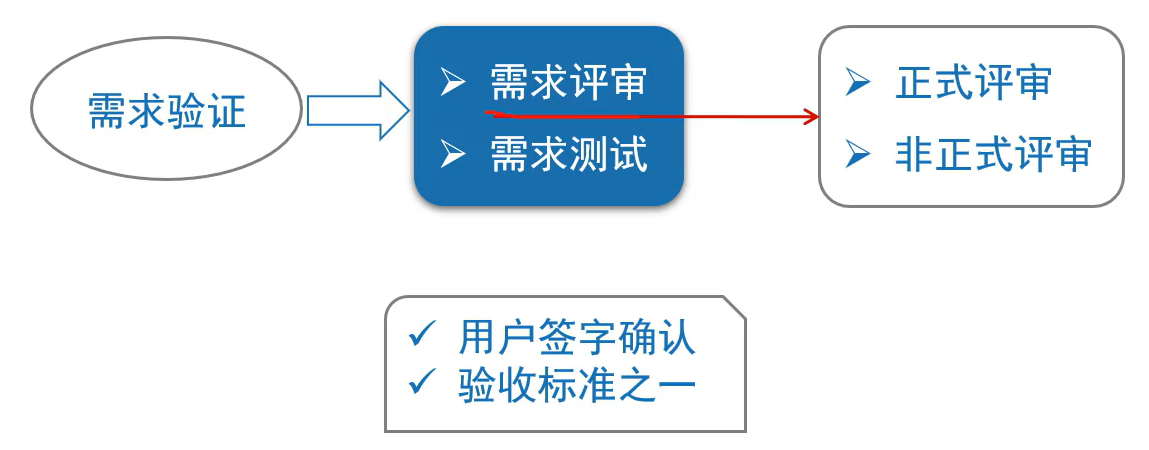 需求验证
需求评审
需求测试
正式评审
非正式评审
用户签字确认
验收标准之一